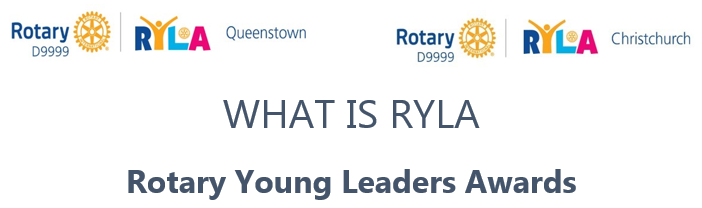 Rotary D9999 RYLA Queenstown
Rotary D9999 RYLA Christchurch
WHAT IS RYLA
Rotary Young Leaders Awards